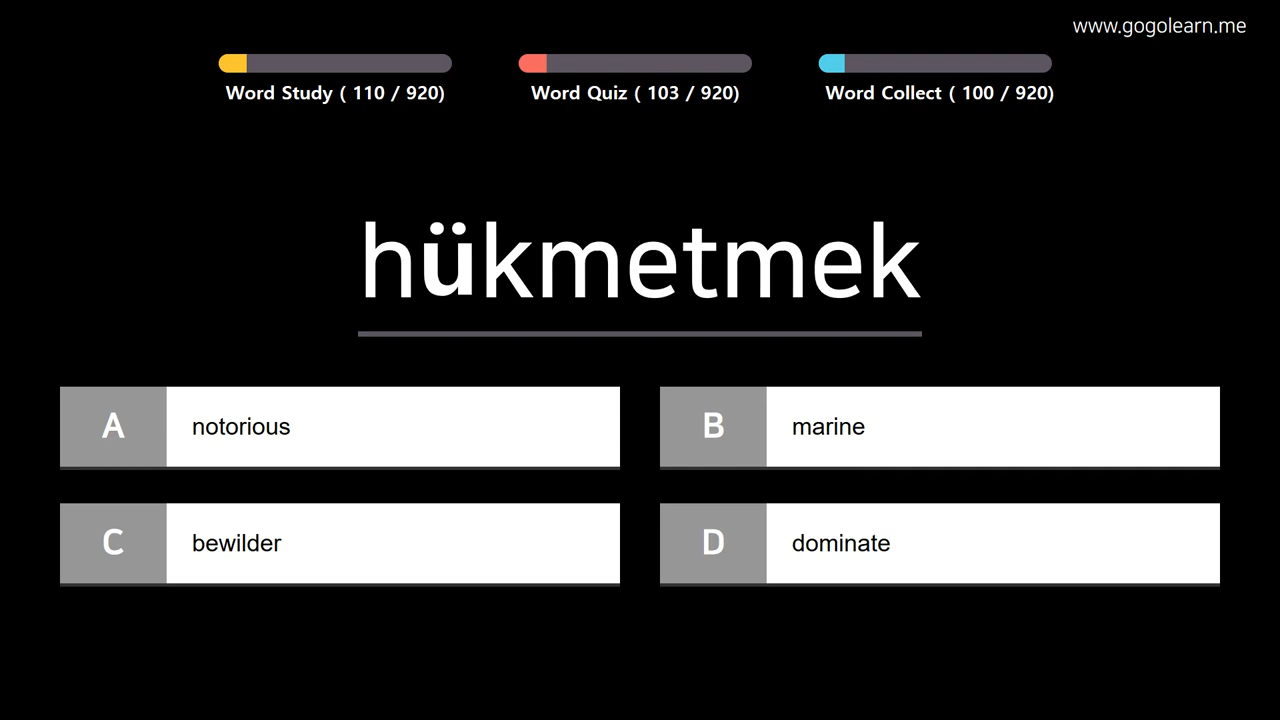 www.gogolearn.me
Word Study ( 110 / 920)
Word Quiz ( 103 / 920)
Word Collect ( 100 / 920)
hükmetmek
A notorious
B marine
C bewilder
D dominate